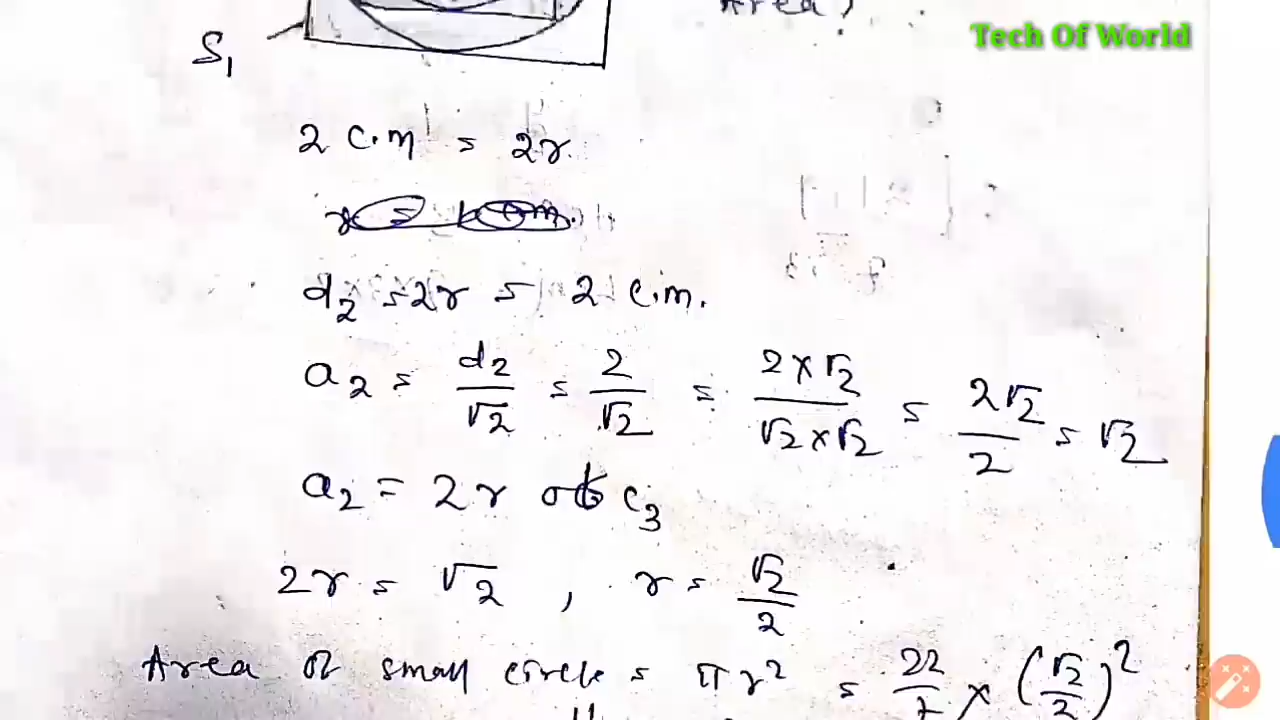 Area?
Tech Of World
S1
2 c.m = 2r
d2 = 2r = 2 c.m.
a2 = d2/√2 = 2/√2 = 2×√2/√2×√2 = 2√2/2 = √2
a2 = 2r of c3
2r = √2 , r = √2/2
Area of small circle = πr² = 22/7 × (√2/2)²